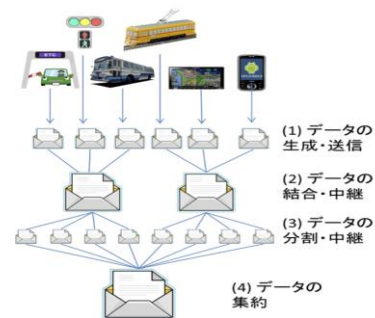 ETC
(1) データの
生成・送信
(2) データの
結合・中継
(3) データの
分割・中継
(4) データの
集約